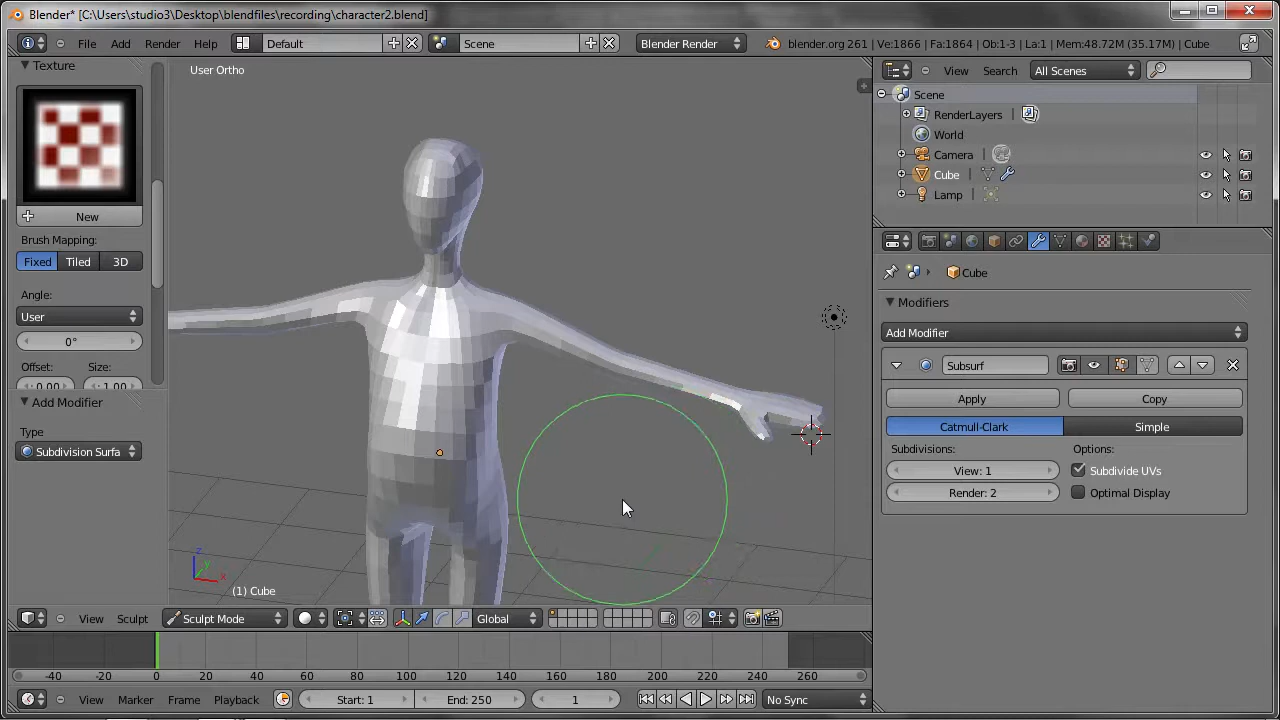 Blender* [C:\Users\studio3\Desktop\blendfiles\recording\character2.blend]
File Add Render Help Default Scene Blender Render blender.org 261 | Ve:1866 | Fa:1864 | Ob:1-3 | La:1 | Mem:48.72M (35.17M) | Cube
Texture
New
Brush Mapping:
Fixed Tiled 3D
Angle:
User
0°
Offset: Size:
0.00 1.00
Add Modifier
Type
Subdivision Surfa
User Ortho
z
y
x
(1) Cube
View Sculpt Sculpt Mode Global
-40 -20 0 20 40 60 80 100 120 140 160 180 200 220 240 260
View Marker Frame Playback Start: 1 End: 250 1 No Sync
View Search All Scenes
Scene
RenderLayers |
World
Camera |
Cube |
Lamp |
Cube
Modifiers
Add Modifier
Subsurf
Apply Copy
Catmull-Clark Simple
Subdivisions: Options:
View: 1 Subdivide UVs
Render: 2 Optimal Display